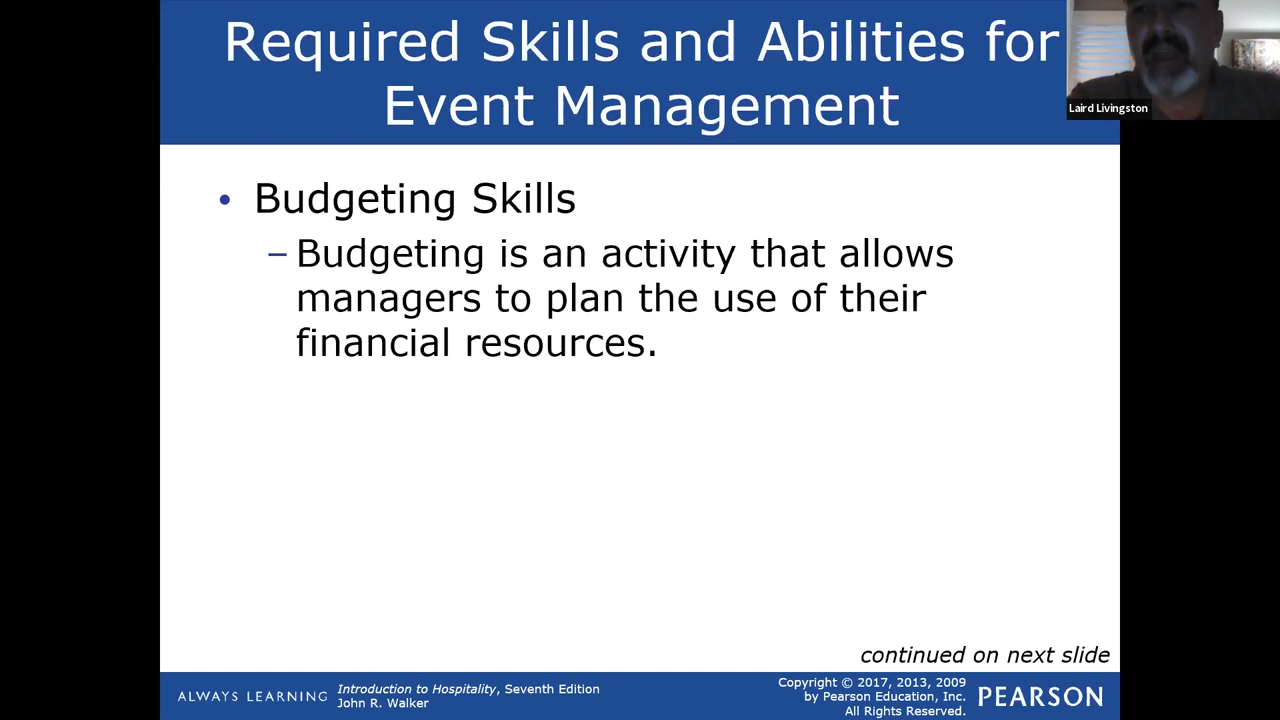 Required Skills and Abilities for
Event Management
Laird Livingston
• Budgeting Skills
– Budgeting is an activity that allows
managers to plan the use of their
financial resources.
continued on next slide
ALWAYS LEARNING
Introduction to Hospitality, Seventh Edition
John R. Walker
Copyright © 2017, 2013, 2009
by Pearson Education, Inc.
All Rights Reserved.
PEARSON